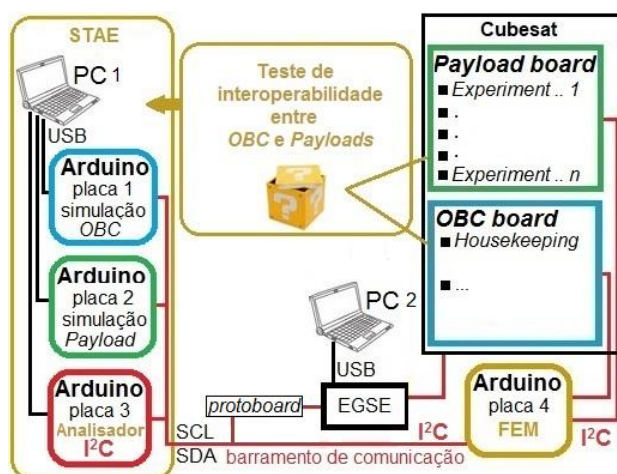 STAE
PC 1
USB
Arduino
placa 1
simulação
OBC
Arduino
placa 2
simulação
Payload
Arduino
placa 3
Analisador
I²C
Teste de
interoperabilidade
entre
OBC e Payloads
? ?
Cubesat
Payload board
■ Experiment .. 1
■ .
■ .
■ .
■ Experiment .. n
OBC board
■ Housekeeping
■ ...
PC 2
USB
protoboard
EGSE
Arduino
placa 4
FEM
I²C
I²C
SCL
SDA barramento de comunicação